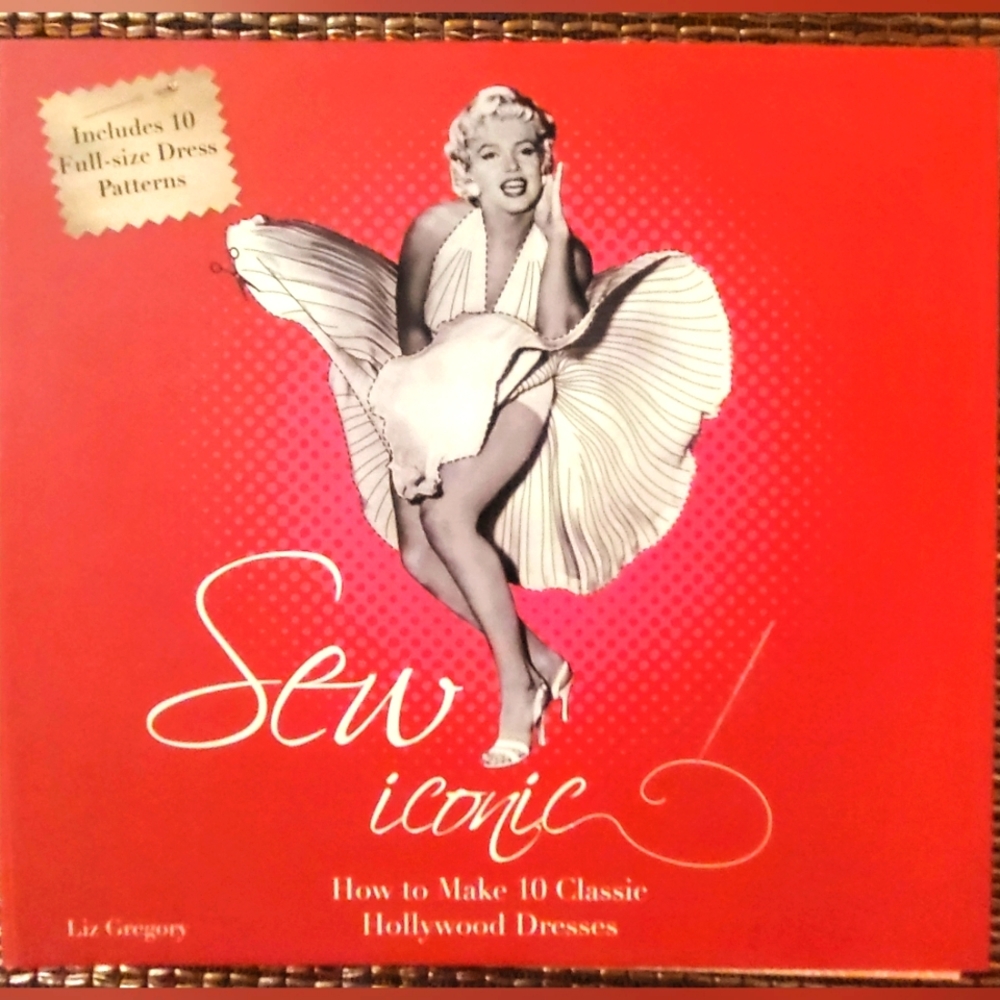 Includes 10
Full-size Dress
Patterns
Sew
iconic
How to Make 10 Classic
Hollywood Dresses
Liz Gregory